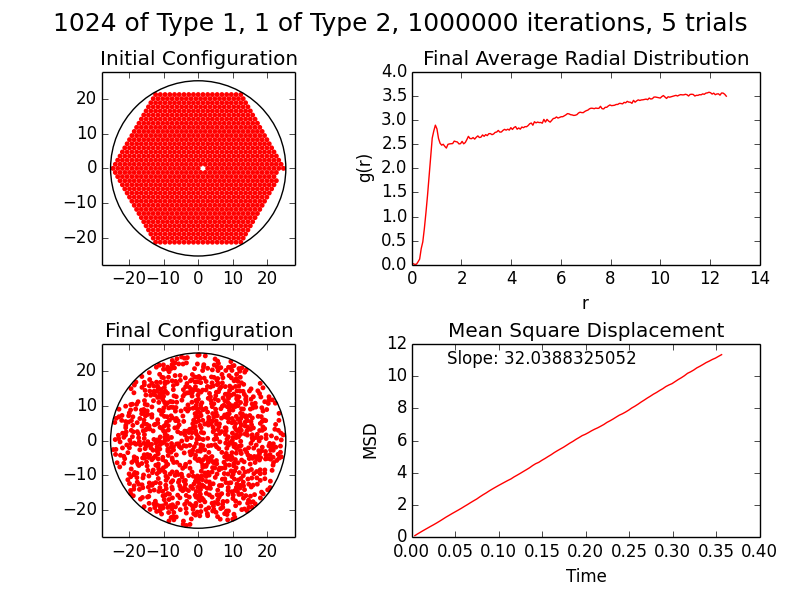 1024 of Type 1, 1 of Type 2, 1000000 iterations, 5 trials
Initial Configuration
20
10
0
−10
−20
−20 −10 0 10 20
Final Average Radial Distribution
4.0
3.5
3.0
2.5
2.0
1.5
1.0
0.5
0.0
g(r)
0 2 4 6 8 10 12 14
r
Final Configuration
20
10
0
−10
−20
−20 −10 0 10 20
Mean Square Displacement
Slope: 32.0388325052
12
10
8
6
4
2
0
MSD
0.00 0.05 0.10 0.15 0.20 0.25 0.30 0.35 0.40
Time